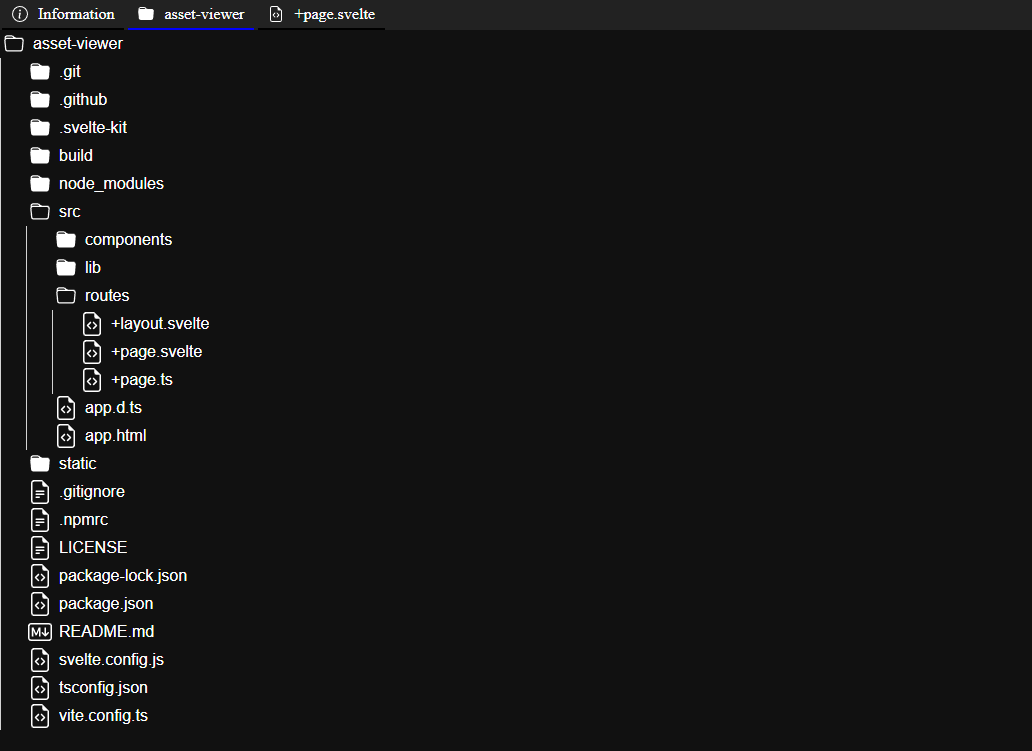 Information asset-viewer +page.svelte
asset-viewer
.git
.github
.svelte-kit
build
node_modules
src
components
lib
routes
+layout.svelte
+page.svelte
+page.ts
app.d.ts
app.html
static
.gitignore
.npmrc
LICENSE
package-lock.json
package.json
M↓ README.md
svelte.config.js
tsconfig.json
vite.config.ts